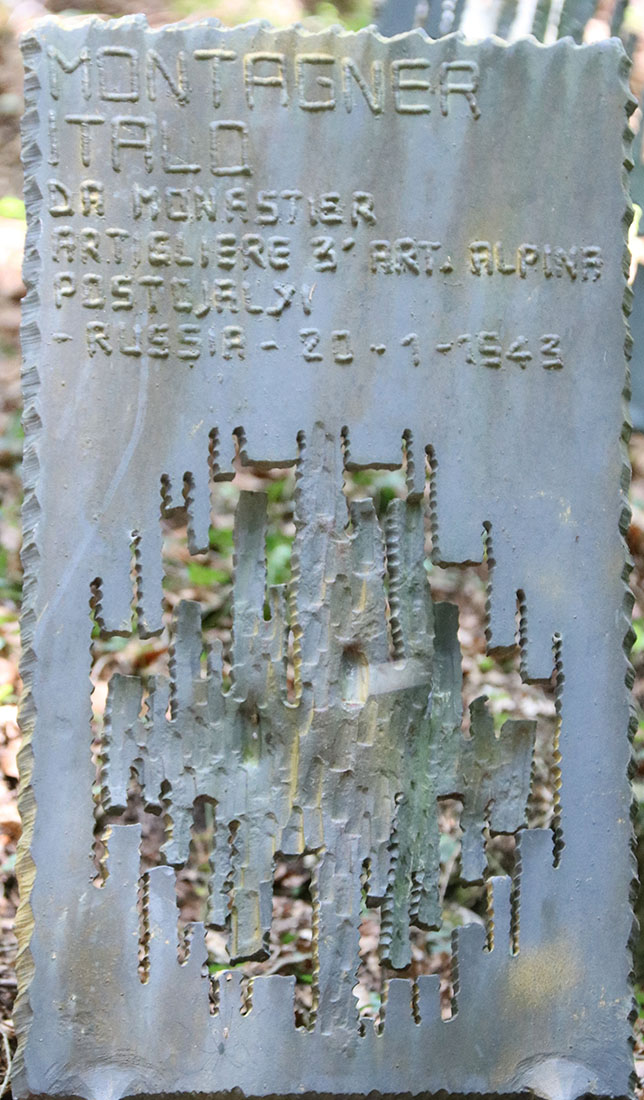 MONTAGNER
ITALO
DA MONASTIER
ARTIGLIERE 3° ART. ALPINA
POSTOJALYI
- RUSSIA - 20 - 1 - 1943